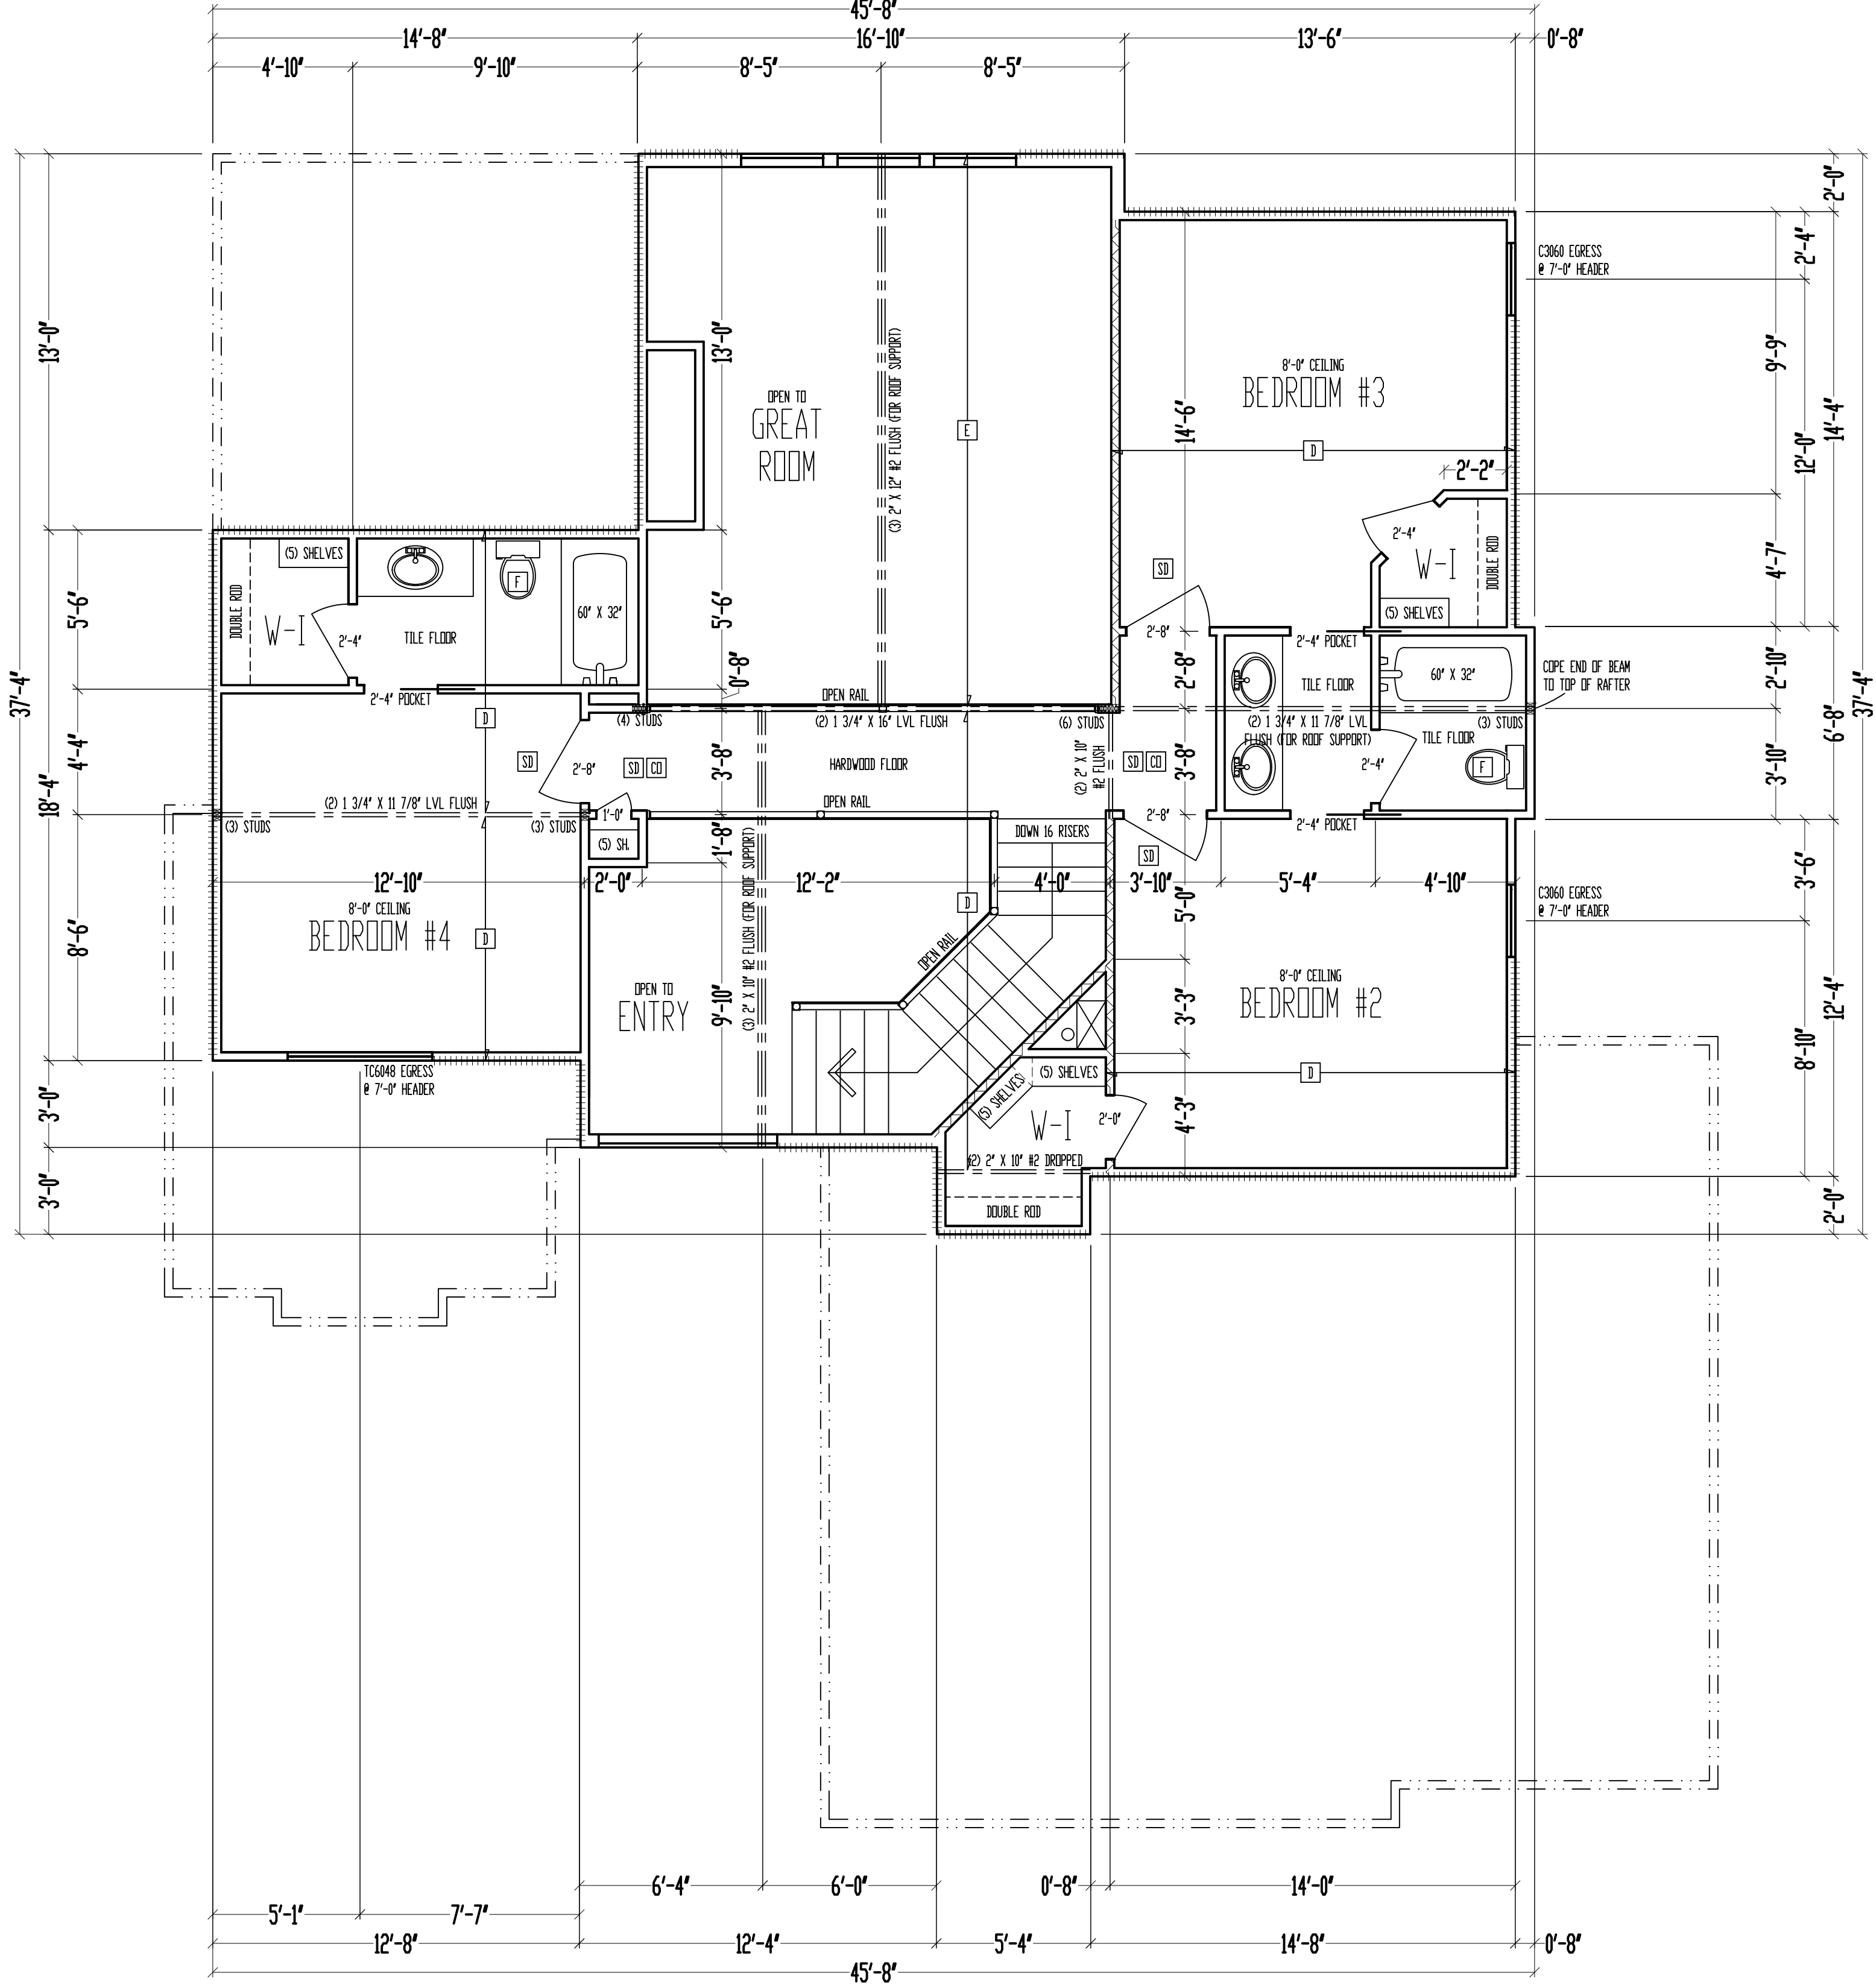 45'-8"
14'-8"
16'-10"
13'-6"
0'-8"
4'-10"
9'-10"
8'-5"
8'-5"
37'-4"
13'-0"
5'-6"
4'-4"
18'-4"
8'-6"
3'-0"
3'-0"
13'-0"
5'-6"
0'-8"
3'-8"
1'-8"
9'-10"
OPEN TO
GREAT
ROOM
(3) 2" X 12" #2 FLUSH (FOR ROOF SUPPORT)
E
14'-6"
8'-0" CEILING
BEDROOM #3
D
2'-2"
2'-4"
W-I
DOUBLE ROD
(5) SHELVES
SD
C3060 EGRESS
@ 7'-0" HEADER
2'-0"
2'-4"
9'-9"
12'-0"
14'-4"
4'-7"
2'-10"
3'-10"
6'-8"
37'-4"
3'-6"
12'-4"
8'-10"
2'-0"
(5) SHELVES
DOUBLE ROD
W-I
2'-4"
TILE FLOOR
F
60" X 32"
2'-4" POCKET
D
OPEN RAIL
(4) STUDS
(2) 1 3/4" X 16" LVL FLUSH
(6) STUDS
HARDWOOD FLOOR
(2) 2" X 10"
#2 FLUSH
SD
2'-8"
SD
CO
OPEN RAIL
SD
CO
2'-8"
2'-4" POCKET
2'-8"
3'-8"
TILE FLOOR
60" X 32"
COPE END OF BEAM
TO TOP OF RAFTER
(2) 1 3/4" X 11 7/8" LVL
FLUSH (FOR ROOF SUPPORT)
(3) STUDS
TILE FLOOR
2'-4"
F
2'-8"
2'-4" POCKET
SD
(2) 1 3/4" X 11 7/8" LVL FLUSH
(3) STUDS
(3) STUDS
1'-0"
(5) SH.
DOWN 16 RISERS
12'-10"
2'-0"
12'-2"
4'-0"
3'-10"
5'-4"
4'-10"
8'-0" CEILING
BEDROOM #4
D
(3) 2" X 10" #2 FLUSH (FOR ROOF SUPPORT)
D
OPEN RAIL
OPEN TO
ENTRY
5'-0"
3'-3"
4'-3"
C3060 EGRESS
@ 7'-0" HEADER
8'-0" CEILING
BEDROOM #2
D
TC6048 EGRESS
@ 7'-0" HEADER
(5) SHELVES
(5) SHELVES
W-I
2'-0"
(2) 2" X 10" #2 DROPPED
DOUBLE ROD
6'-4"
6'-0"
0'-8"
14'-0"
5'-1"
7'-7"
12'-8"
12'-4"
5'-4"
14'-8"
0'-8"
45'-8"